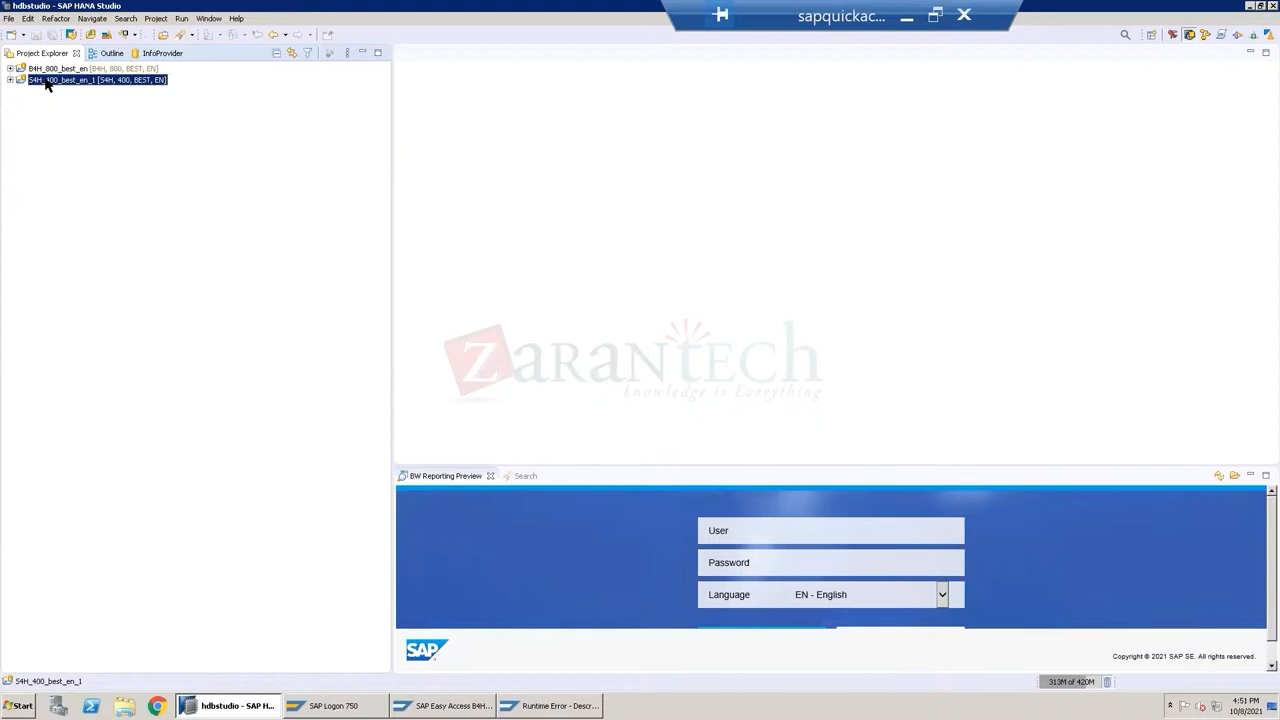 hdbstudio - SAP HANA Studio
File Edit Refactor Navigate Search Project Run Window Help
sapquickac...
Project Explorer Outline InfoProvider
B4H_800_best_en [B4H, 800, BEST, EN]
S4H_400_best_en_1 [S4H, 400, BEST, EN]
ZARANTECH
knowledge is Everything
BW Reporting Preview Search
User
Password
Language EN - English
SAP
Copyright © 2021 SAP SE. All rights reserved.
S4H_400_best_en_1
313M of 420M
Start hdbstudio - SAP H... SAP Logon 750 SAP Easy Access B4H... Runtime Error - Descr...
4:51 PM
10/8/2021